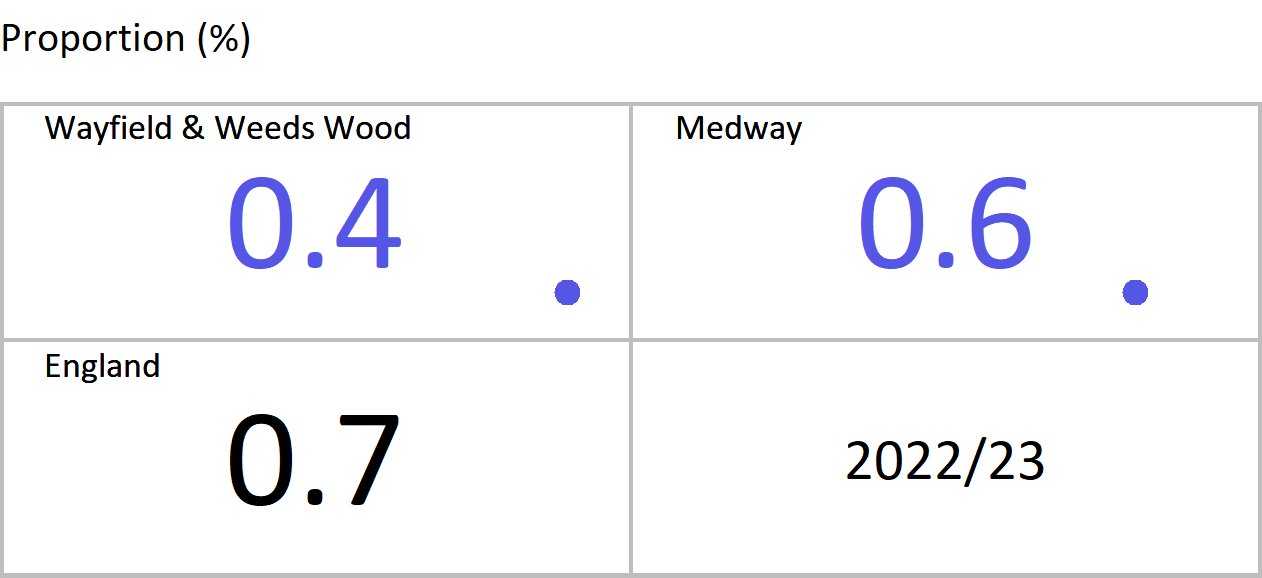 Proportion (%)
Wayfield & Weeds Wood
0.4
Medway
0.6
England
0.7
2022/23